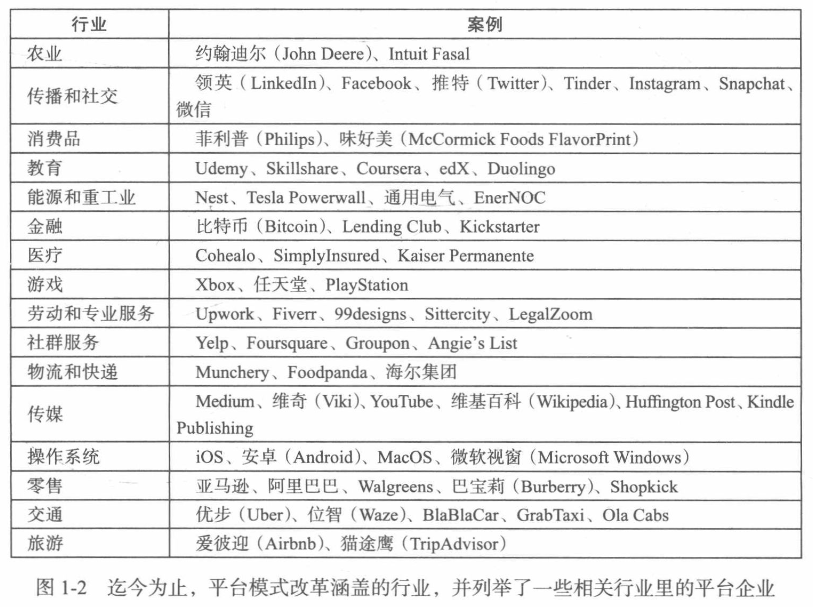 行业 案例
农业 约翰迪尔（John Deere）、Intuit Fasal
传播和社交 领英（LinkedIn）、Facebook、推特（Twitter）、Tinder、Instagram、Snapchat、
微信
消费品 菲利普（Philips）、味好美（McCormick Foods FlavorPrint）
教育 Udemy、Skillshare、Coursera、edX、Duolingo
能源和重工业 Nest、Tesla Powerwall、通用电气、EnerNOC
金融 比特币（Bitcoin）、Lending Club、Kickstarter
医疗 Cohealo、SimplyInsured、Kaiser Permanente
游戏 Xbox、任天堂、PlayStation
劳动和专业服务 Upwork、Fiverr、99designs、Sittercity、LegalZoom
社群服务 Yelp、Foursquare、Groupon、Angie's List
物流和快递 Munchery、Foodpanda、海尔集团
传媒 Medium、维奇（Viki）、YouTube、维基百科（Wikipedia）、Huffington Post、Kindle
Publishing
操作系统 iOS、安卓（Android）、MacOS、微软视窗（Microsoft Windows）
零售 亚马逊、阿里巴巴、Walgreens、巴宝莉（Burberry）、Shopkick
交通 优步（Uber）、位智（Waze）、BlaBlaCar、GrabTaxi、Ola Cabs
旅游 爱彼迎（Airbnb）、猫途鹰（TripAdvisor）
图 1-2 迄今为止，平台模式改革涵盖的行业，并列举了一些相关行业里的平台企业